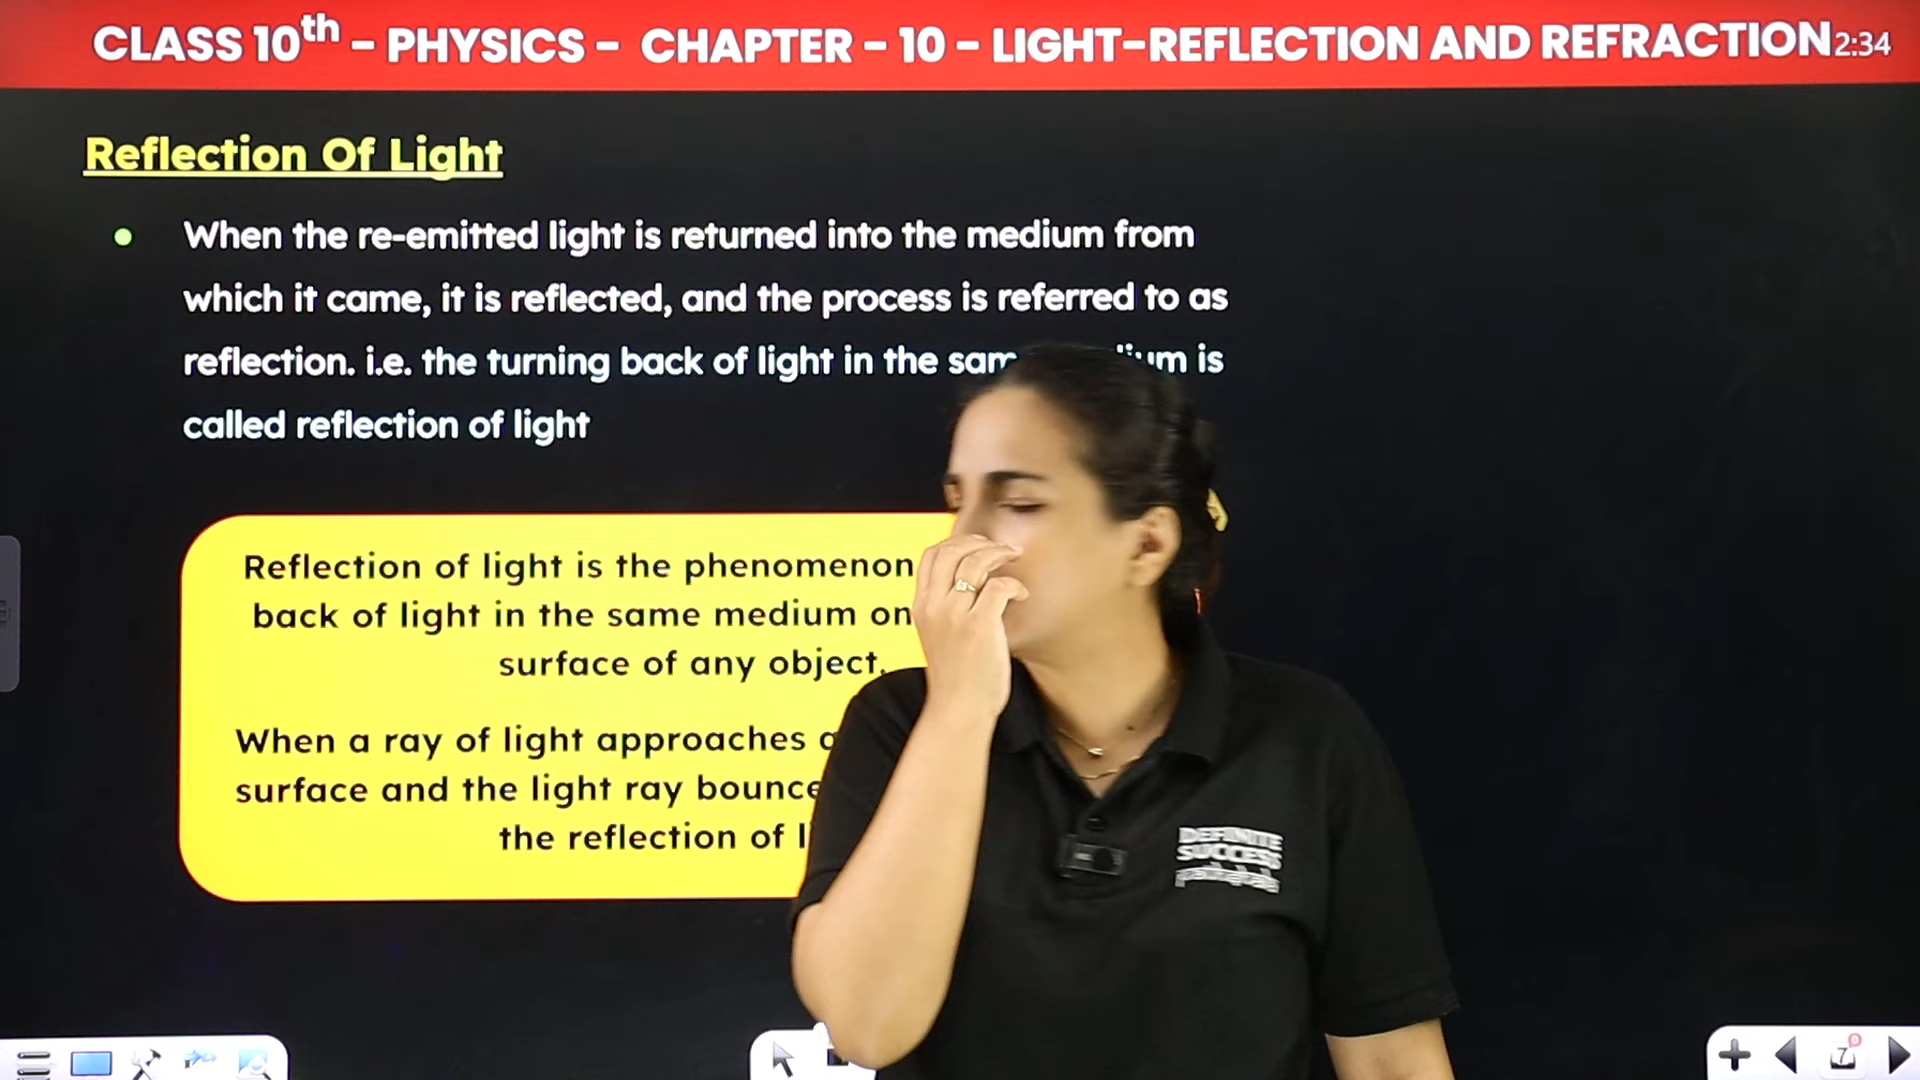 CLASS 10th – PHYSICS – CHAPTER – 10 – LIGHT-REFLECTION AND REFRACTION
2:34
Reflection Of Light
• When the re-emitted light is returned into the medium from
which it came, it is reflected, and the process is referred to as
reflection. i.e. the turning back of light in the is
called reflection of light
Reflection of light is the phenomenon
back of light in the same medium on
surface of any object.
When a ray of light approaches
surface and the light ray
the reflection of
DEFINITE
SUCCESS
7